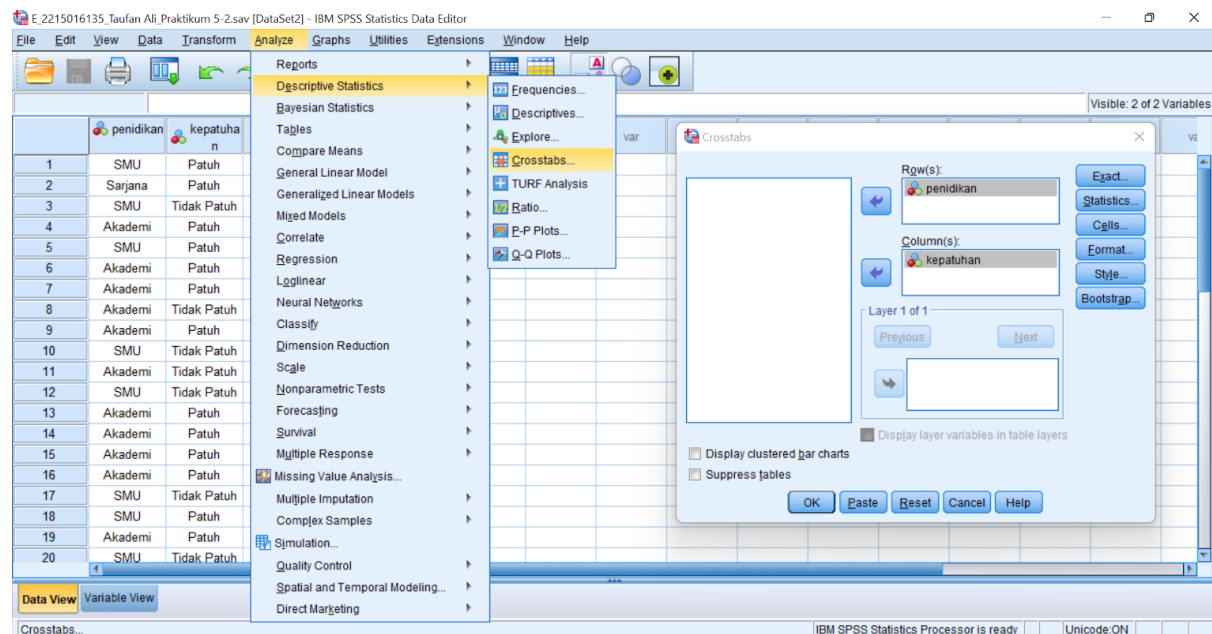 E_2215016135_Taufan Ali_Praktikum 5-2.sav [DataSet2] - IBM SPSS Statistics Data Editor
File Edit View Data Transform Analyze Graphs Utilities Extensions Window Help
Visible: 2 of 2 Variables
penidikan kepatuha n var va
1 SMU Patuh
2 Sarjana Patuh
3 SMU Tidak Patuh
4 Akademi Patuh
5 SMU Patuh
6 Akademi Patuh
7 Akademi Patuh
8 Akademi Tidak Patuh
9 Akademi Patuh
10 SMU Tidak Patuh
11 Akademi Tidak Patuh
12 SMU Tidak Patuh
13 Akademi Patuh
14 Akademi Patuh
15 Akademi Patuh
16 Akademi Patuh
17 SMU Tidak Patuh
18 SMU Patuh
19 Akademi Patuh
20 SMU Tidak Patuh
Reports
Descriptive Statistics
Bayesian Statistics
Tables
Compare Means
General Linear Model
Generalized Linear Models
Mixed Models
Correlate
Regression
Loglinear
Neural Networks
Classify
Dimension Reduction
Scale
Nonparametric Tests
Forecasting
Survival
Multiple Response
Missing Value Analysis...
Multiple Imputation
Complex Samples
Simulation...
Quality Control
Spatial and Temporal Modeling...
Direct Marketing
Frequencies...
Descriptives...
Explore...
Crosstabs...
TURF Analysis
Ratio...
P-P Plots...
Q-Q Plots...
Crosstabs
Row(s):
penidikan
Column(s):
kepatuhan
Layer 1 of 1
Previous Next
Display layer variables in table layers
Exact...
Statistics...
Cells...
Format...
Style...
Bootstrap...
Display clustered bar charts
Suppress tables
OK Paste Reset Cancel Help
Data View Variable View
Crosstabs... IBM SPSS Statistics Processor is ready Unicode:ON